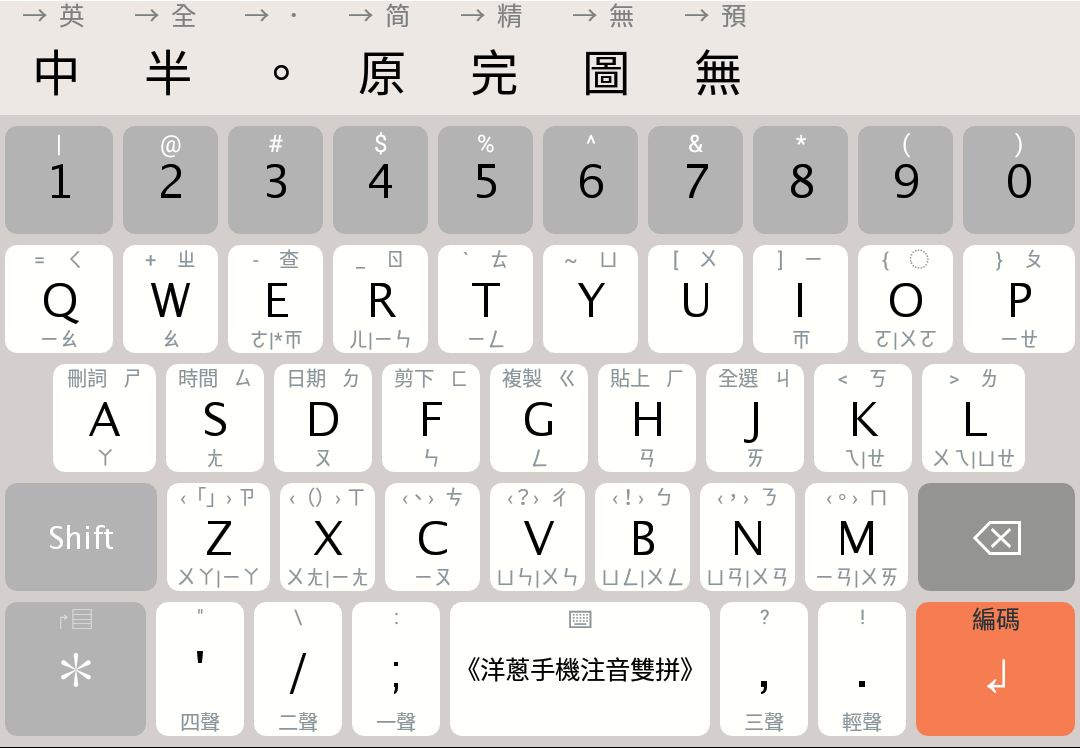 → 英 → 全 → · → 简 → 精 → 無 → 預
中 半 。 原 完 圖 無
| @ # $ % ^ & * ( )
1 2 3 4 5 6 7 8 9 0
= ㄑ + ㄓ - 查 _ ㄖ ` ㄊ ~ ㄩ [ ㄨ ] ㄧ { ◌ } ㄆ
Q W E R T Y U I O P
ㄧㄠ ㄠ ㄜ|*ㄭ ㄦ|ㄧㄣ ㄧㄥ ㄭ ㄛ|ㄨㄛ ㄧㄝ
刪詞 ㄕ 時間 ㄙ 日期 ㄉ 剪下 ㄈ 複製 ㄍ 貼上 ㄏ 全選 ㄐ < ㄎ > ㄌ
A S D F G H J K L
ㄚ ㄤ ㄡ ㄣ ㄥ ㄢ ㄞ ㄟ|ㄝ ㄨㄟ|ㄩㄝ
‹「」› ㄗ ‹ () › ㄒ ‹、› ㄘ ‹?› ㄔ ‹!› ㄅ ‹,› ㄋ ‹。› ㄇ
Shift Z X C V B N M
ㄨㄚ|ㄧㄚ ㄨㄤ|ㄧㄤ ㄧㄡ ㄩㄣ|ㄨㄣ ㄩㄥ|ㄨㄥ ㄩㄢ|ㄨㄢ ㄧㄢ|ㄨㄞ
" \ : ? ! 編碼
* ' / ; 《洋蔥手機注音雙拼》 , .
四聲 二聲 一聲 三聲 輕聲